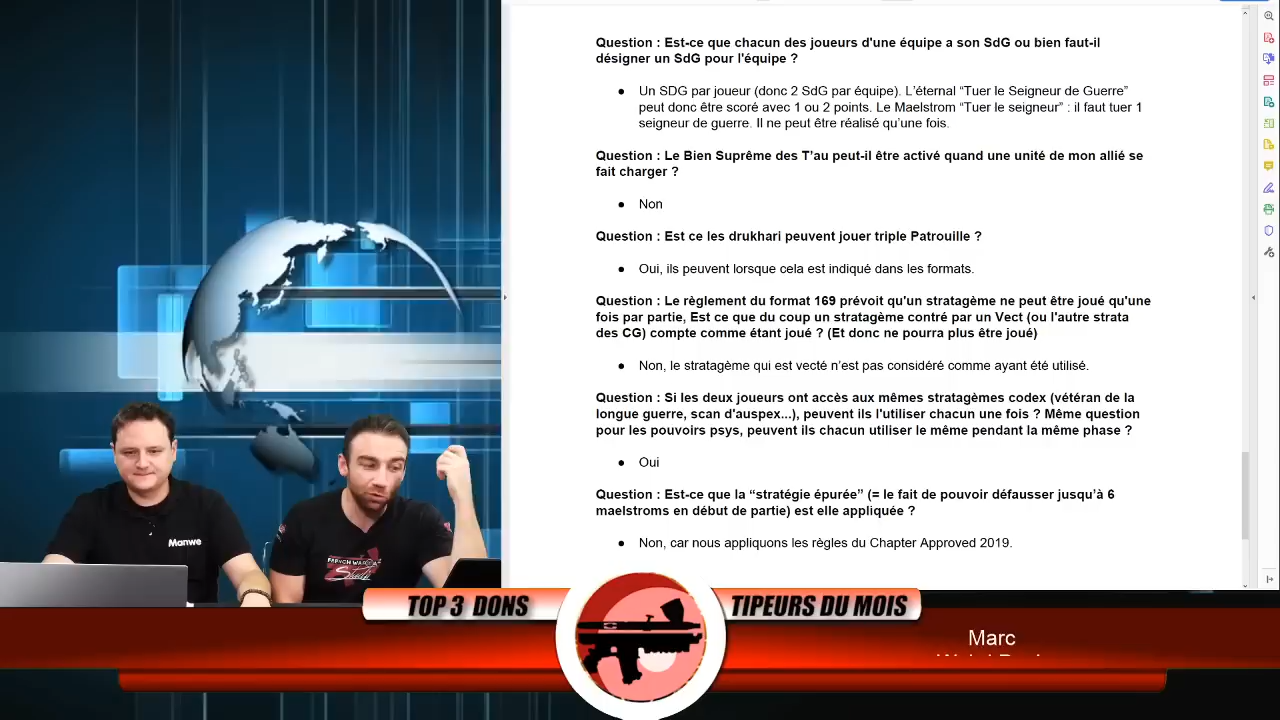 Question : Est-ce que chacun des joueurs d'une équipe a son SdG ou bien faut-il
désigner un SdG pour l'équipe ?
● Un SDG par joueur (donc 2 SdG par équipe). L'éternal “Tuer le Seigneur de Guerre”
peut donc être scoré avec 1 ou 2 points. Le Maelstrom “Tuer le seigneur” : il faut tuer 1
seigneur de guerre. Il ne peut être réalisé qu'une fois.
Question : Le Bien Suprême des T'au peut-il être activé quand une unité de mon allié se
fait charger ?
● Non
Question : Est ce les drukhari peuvent jouer triple Patrouille ?
● Oui, ils peuvent lorsque cela est indiqué dans les formats.
Question : Le règlement du format 169 prévoit qu'un stratagème ne peut être joué qu'une
fois par partie, Est ce que du coup un stratagème contré par un Vect (ou l'autre strata
des CG) compte comme étant joué ? (Et donc ne pourra plus être joué)
● Non, le stratagème qui est vecté n'est pas considéré comme ayant été utilisé.
Question : Si les deux joueurs ont accès aux mêmes stratagèmes codex (vétéran de la
longue guerre, scan d'auspex...), peuvent ils l'utiliser chacun une fois ? Même question
pour les pouvoirs psys, peuvent ils chacun utiliser le même pendant la même phase ?
● Oui
Question : Est-ce que la “stratégie épurée” (= le fait de pouvoir défausser jusqu'à 6
maelstroms en début de partie) est elle appliquée ?
● Non, car nous appliquons les règles du Chapter Approved 2019.
Manwe
TOP 3 DONS
TIPEURS DU MOIS
Marc